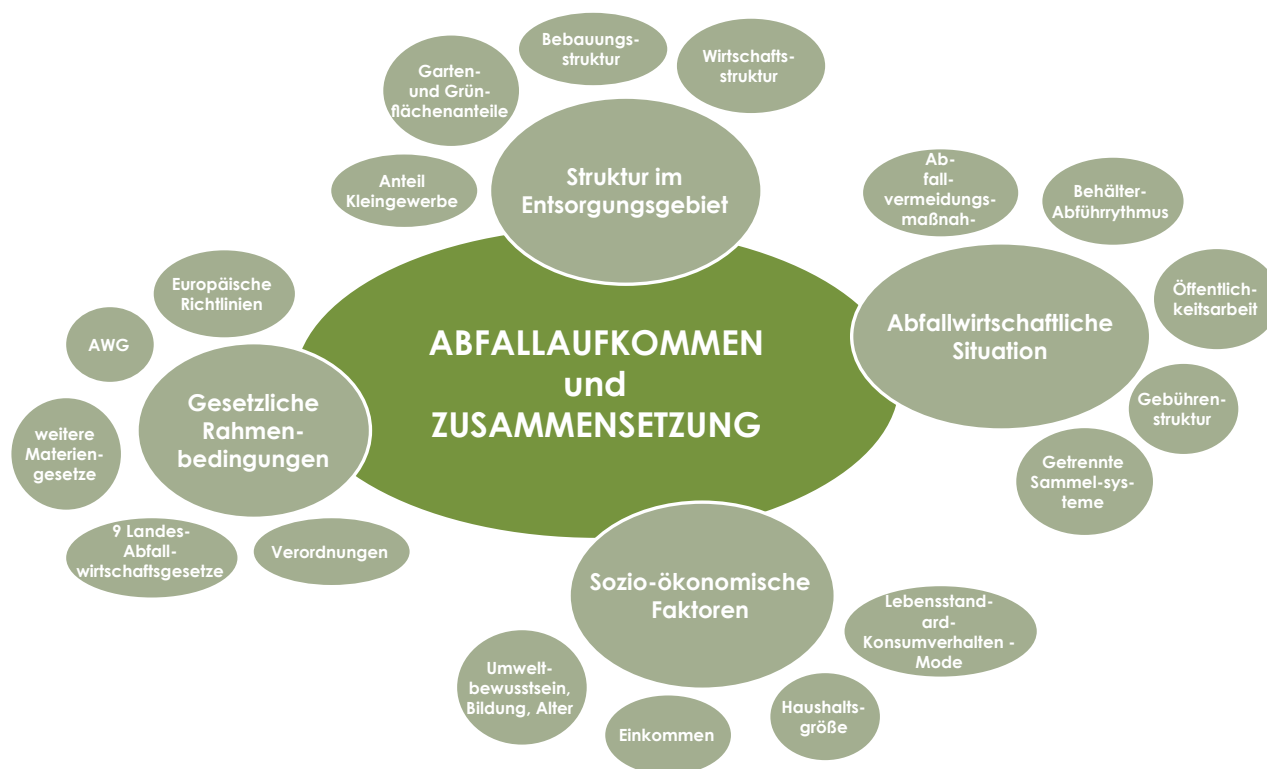 Bebauungs-
struktur
Wirtschafts-
struktur
Garten-
und Grün-
flächenanteile
Anteil
Kleingewerbe
Struktur im
Entsorgungsgebiet
Ab-
fall-
vermeidungs-
maßnah-
Behälter-
Abführrythmus
Öffentlich-
keitsarbeit
Abfallwirtschaftliche
Situation
Gebühren-
struktur
Getrennte
Sammel-sys-
teme
Europäische
Richtlinien
AWG
Gesetzliche
Rahmen-
bedingungen
weitere
Materien-
gesetze
9 Landes-
Abfall-
wirtschaftsgesetze
Verordnungen
ABFALLAUFKOMMEN
und
ZUSAMMENSETZUNG
Sozio-ökonomische
Faktoren
Lebensstand-
ard-
Konsumverhalten -
Mode
Umwelt-
bewusstsein,
Bildung, Alter
Einkommen
Haushalts-
größe